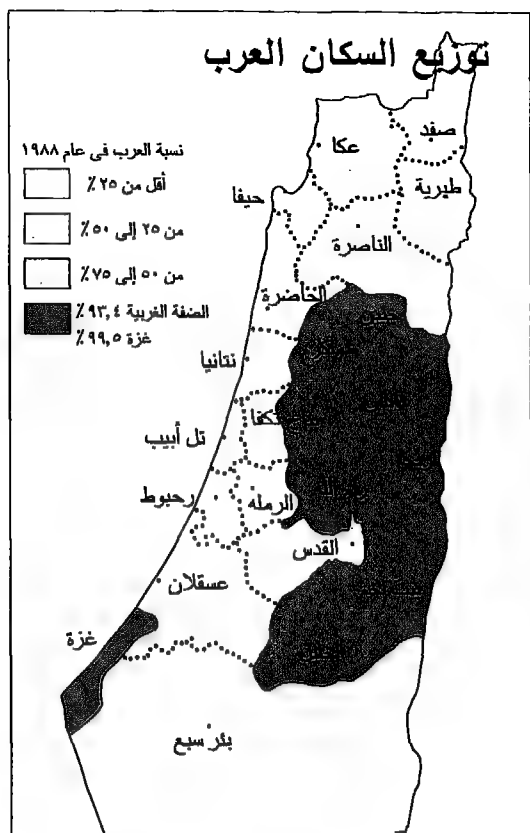 توزيع السكان العرب
نسبة العرب فى عام ١٩٨٨
أقل من ٢٥٪
من ٢٥ إلى ٥٠٪
من ٥٠ إلى ٧٥٪
الضفة الغربية ٩٣,٤٪
غزة ٩٩,٥٪
صفد
عكا
طبرية
حيفا
الناصرة
الخاضرة
جنين
نتانيا
تل أبيب
رحبوط
الرمله
القدس
عسقلان
غزة
بئر سبع